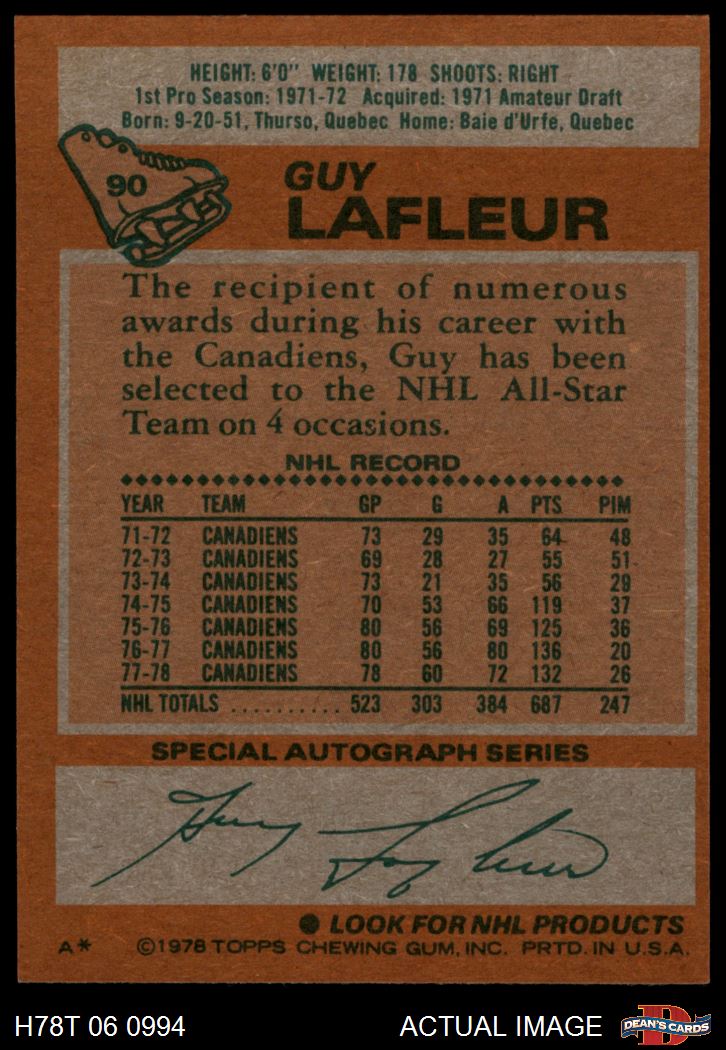 HEIGHT: 6'0" WEIGHT: 178 SHOOTS: RIGHT
1st Pro Season: 1971-72 Acquired: 1971 Amateur Draft
Born: 9-20-51, Thurso, Quebec Home: Baie d'Urfe, Quebec
90
GUY
LAFLEUR
The recipient of numerous
awards during his career with
the Canadiens, Guy has been
selected to the NHL All-Star
Team on 4 occasions.
NHL RECORD
YEAR TEAM GP G A PTS PIM
71-72 CANADIENS 73 29 35 64 48
72-73 CANADIENS 69 28 27 55 51
73-74 CANADIENS 73 21 35 56 29
74-75 CANADIENS 70 53 66 119 37
75-76 CANADIENS 80 56 69 125 36
76-77 CANADIENS 80 56 80 136 20
77-78 CANADIENS 78 60 72 132 26
NHL TOTALS .......... 523 303 384 687 247
SPECIAL AUTOGRAPH SERIES
Guy Lafleur
● LOOK FOR NHL PRODUCTS
A* ©1978 TOPPS CHEWING GUM, INC. PRTD. IN U.S.A.
H78T 06 0994 ACTUAL IMAGE D DEAN'S CARDS